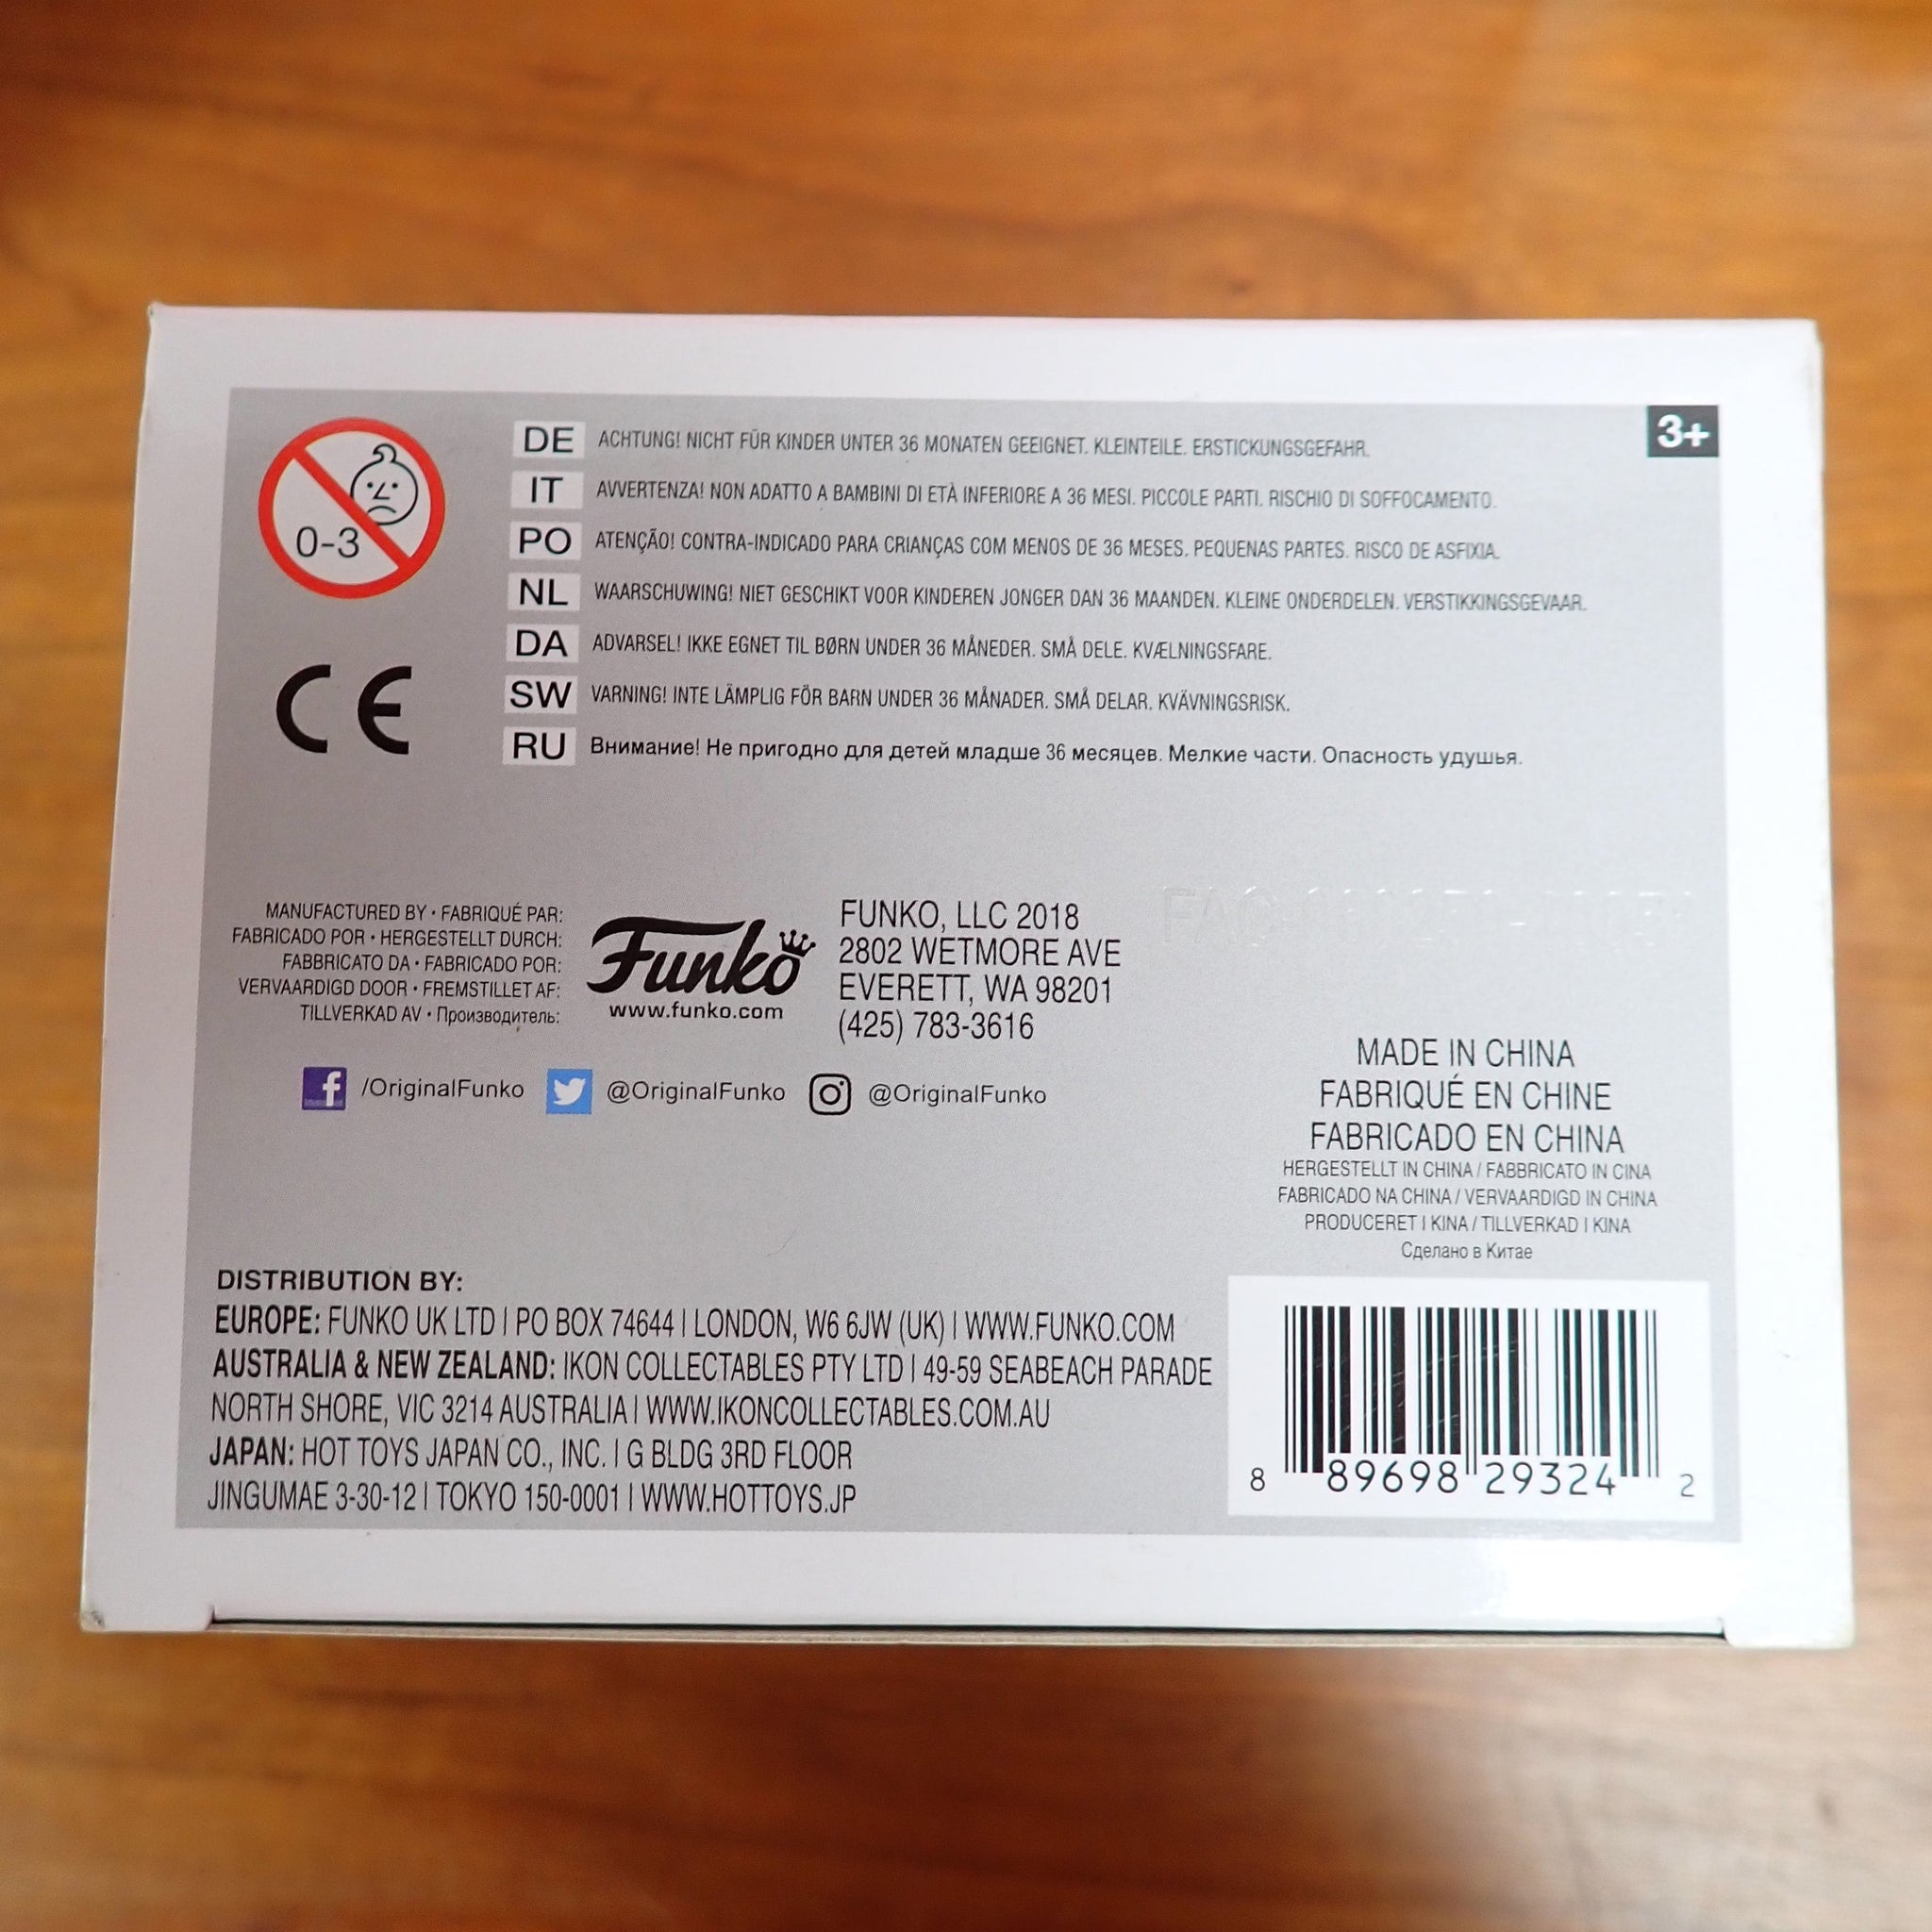 0-3
CE
DE ACHTUNG! NICHT FÜR KINDER UNTER 36 MONATEN GEEIGNET. KLEINTEILE. ERSTICKUNGSGEFAHR.
IT AVVERTENZA! NON ADATTO A BAMBINI DI ETÀ INFERIORE A 36 MESI. PICCOLE PARTI. RISCHIO DI SOFFOCAMENTO.
PO ATENÇÃO! CONTRA-INDICADO PARA CRIANÇAS COM MENOS DE 36 MESES. PEQUENAS PARTES. RISCO DE ASFIXIA.
NL WAARSCHUWING! NIET GESCHIKT VOOR KINDEREN JONGER DAN 36 MAANDEN. KLEINE ONDERDELEN. VERSTIKKINGSGEVAAR.
DA ADVARSEL! IKKE EGNET TIL BØRN UNDER 36 MÅNEDER. SMÅ DELE. KVÆLNINGSFARE.
SW VARNING! INTE LÄMPLIG FÖR BARN UNDER 36 MÅNADER. SMÅ DELAR. KVÄVNINGSRISK.
RU Внимание! Не пригодно для детей младше 36 месяцев. Мелкие части. Опасность удушья.
3+
MANUFACTURED BY • FABRIQUÉ PAR:
FABRICADO POR • HERGESTELLT DURCH:
FABBRICATO DA • FABRICADO POR:
VERVAARDIGD DOOR • FREMSTILLET AF:
TILLVERKAD AV • Производитель:
Funko
www.funko.com
FUNKO, LLC 2018
2802 WETMORE AVE
EVERETT, WA 98201
(425) 783-3616
FAC
/OriginalFunko @OriginalFunko @OriginalFunko
MADE IN CHINA
FABRIQUÉ EN CHINE
FABRICADO EN CHINA
HERGESTELLT IN CHINA / FABBRICATO IN CINA
FABRICADO NA CHINA / VERVAARDIGD IN CHINA
PRODUCERET I KINA / TILLVERKAD I KINA
Сделано в Китае
DISTRIBUTION BY:
EUROPE: FUNKO UK LTD | PO BOX 74644 | LONDON, W6 6JW (UK) | WWW.FUNKO.COM
AUSTRALIA & NEW ZEALAND: IKON COLLECTABLES PTY LTD | 49-59 SEABEACH PARADE
NORTH SHORE, VIC 3214 AUSTRALIA | WWW.IKONCOLLECTABLES.COM.AU
JAPAN: HOT TOYS JAPAN CO., INC. | G BLDG 3RD FLOOR
JINGUMAE 3-30-12 | TOKYO 150-0001 | WWW.HOTTOYS.JP
8 89698 29324 2